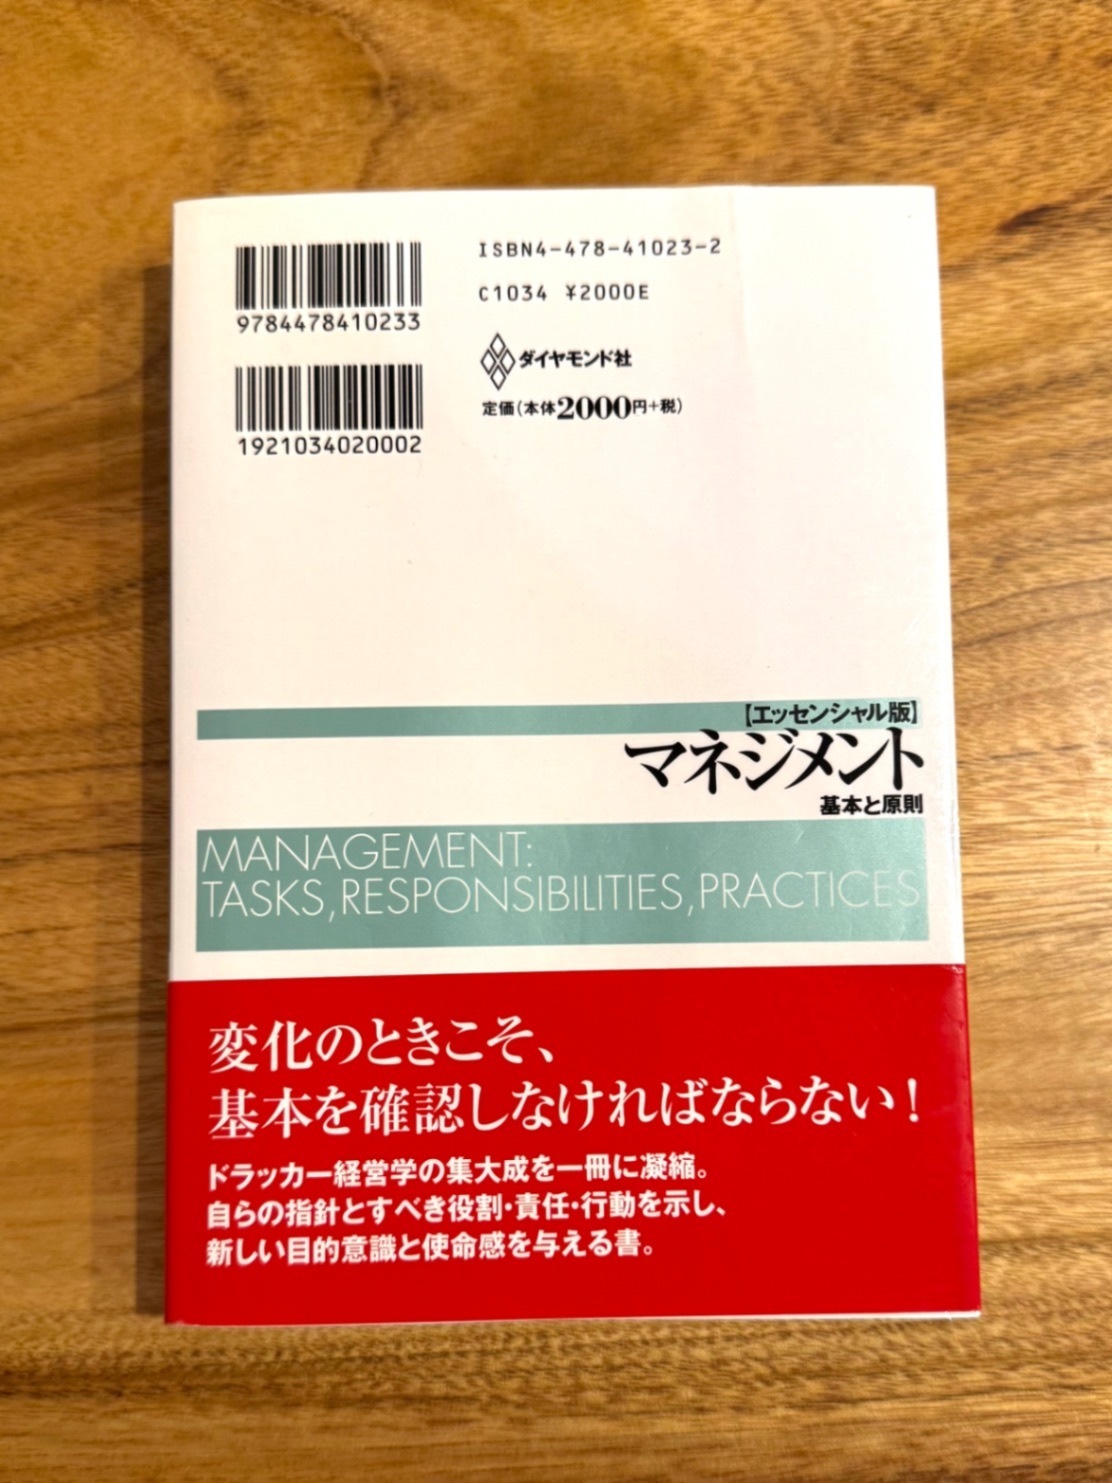 9784478410233
1921034020002
ISBN4-478-41023-2
C1034 ¥2000E
ダイヤモンド社
定価(本体2000円+税)
【エッセンシャル版】
マネジメント
基本と原則
MANAGEMENT:
TASKS,RESPONSIBILITIES,PRACTICES
変化のときこそ、
基本を確認しなければならない!
ドラッカー経営学の集大成を一冊に凝縮。
自らの指針とすべき役割・責任・行動を示し、
新しい目的意識と使命感を与える書。